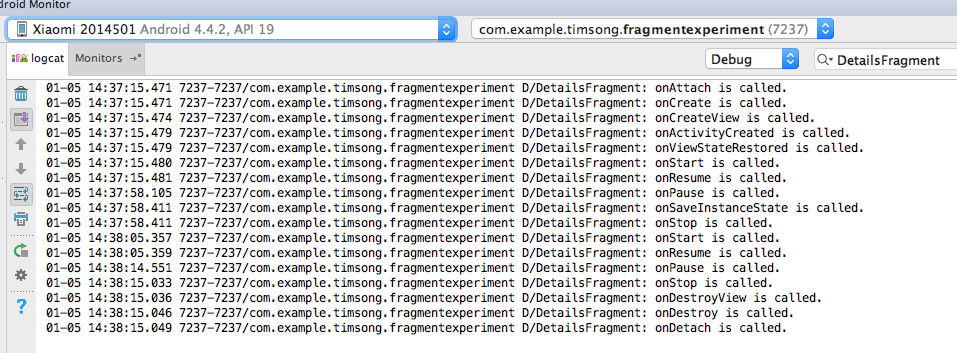 ndroid Monitor
Xiaomi 2014501 Android 4.4.2, API 19
com.example.timsong.fragmentexperiment (7237)
logcat
Monitors
Debug
DetailsFragment
01-05 14:37:15.471 7237-7237/com.example.timsong.fragmentexperiment D/DetailsFragment: onAttach is called.
01-05 14:37:15.471 7237-7237/com.example.timsong.fragmentexperiment D/DetailsFragment: onCreate is called.
01-05 14:37:15.474 7237-7237/com.example.timsong.fragmentexperiment D/DetailsFragment: onCreateView is called.
01-05 14:37:15.479 7237-7237/com.example.timsong.fragmentexperiment D/DetailsFragment: onActivityCreated is called.
01-05 14:37:15.479 7237-7237/com.example.timsong.fragmentexperiment D/DetailsFragment: onViewStateRestored is called.
01-05 14:37:15.480 7237-7237/com.example.timsong.fragmentexperiment D/DetailsFragment: onStart is called.
01-05 14:37:15.481 7237-7237/com.example.timsong.fragmentexperiment D/DetailsFragment: onResume is called.
01-05 14:37:58.105 7237-7237/com.example.timsong.fragmentexperiment D/DetailsFragment: onPause is called.
01-05 14:37:58.411 7237-7237/com.example.timsong.fragmentexperiment D/DetailsFragment: onSaveInstanceState is called.
01-05 14:37:58.411 7237-7237/com.example.timsong.fragmentexperiment D/DetailsFragment: onStop is called.
01-05 14:38:05.357 7237-7237/com.example.timsong.fragmentexperiment D/DetailsFragment: onStart is called.
01-05 14:38:05.359 7237-7237/com.example.timsong.fragmentexperiment D/DetailsFragment: onResume is called.
01-05 14:38:14.551 7237-7237/com.example.timsong.fragmentexperiment D/DetailsFragment: onPause is called.
01-05 14:38:15.033 7237-7237/com.example.timsong.fragmentexperiment D/DetailsFragment: onStop is called.
01-05 14:38:15.036 7237-7237/com.example.timsong.fragmentexperiment D/DetailsFragment: onDestroyView is called.
01-05 14:38:15.046 7237-7237/com.example.timsong.fragmentexperiment D/DetailsFragment: onDestroy is called.
01-05 14:38:15.049 7237-7237/com.example.timsong.fragmentexperiment D/DetailsFragment: onDetach is called.